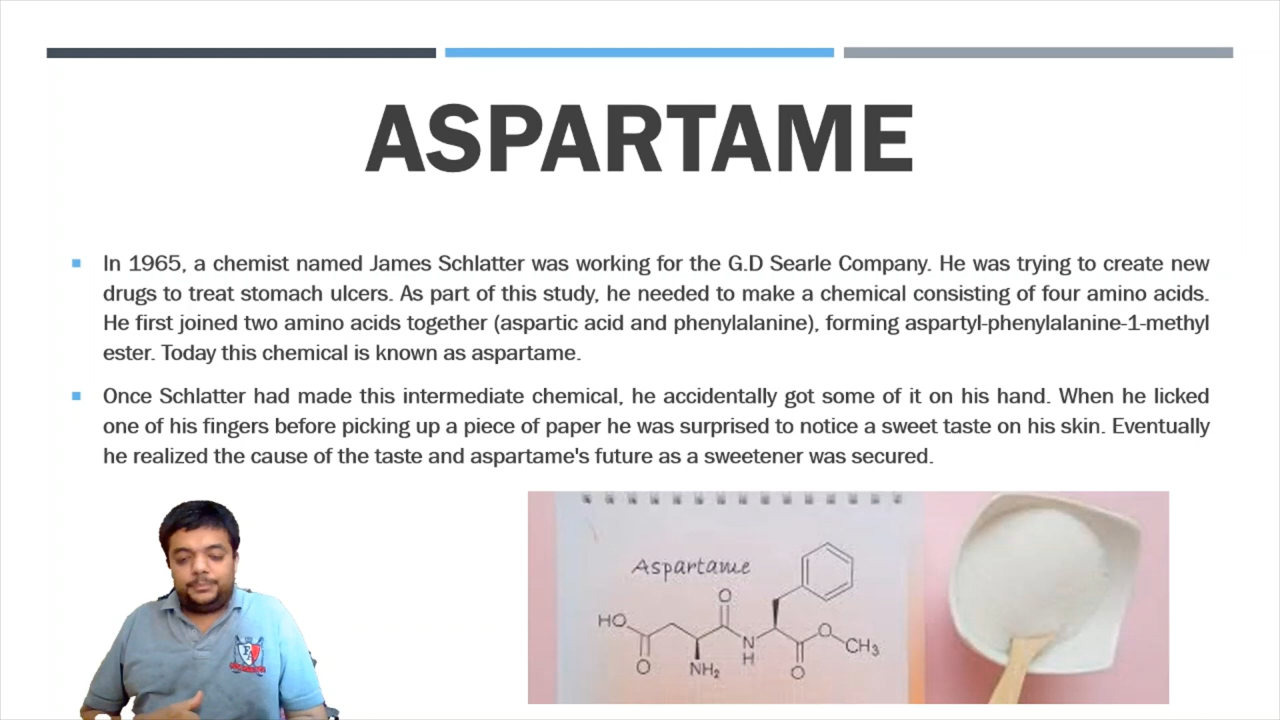 ASPARTAME
In 1965, a chemist named James Schlatter was working for the G.D Searle Company. He was trying to create new
drugs to treat stomach ulcers. As part of this study, he needed to make a chemical consisting of four amino acids.
He first joined two amino acids together (aspartic acid and phenylalanine), forming aspartyl-phenylalanine-1-methyl
ester. Today this chemical is known as aspartame.
Once Schlatter had made this intermediate chemical, he accidentally got some of it on his hand. When he licked
one of his fingers before picking up a piece of paper he was surprised to notice a sweet taste on his skin. Eventually
he realized the cause of the taste and aspartame's future as a sweetener was secured.
Aspartame
O
HO
O
N
H
O
CH₃
O
NH₂